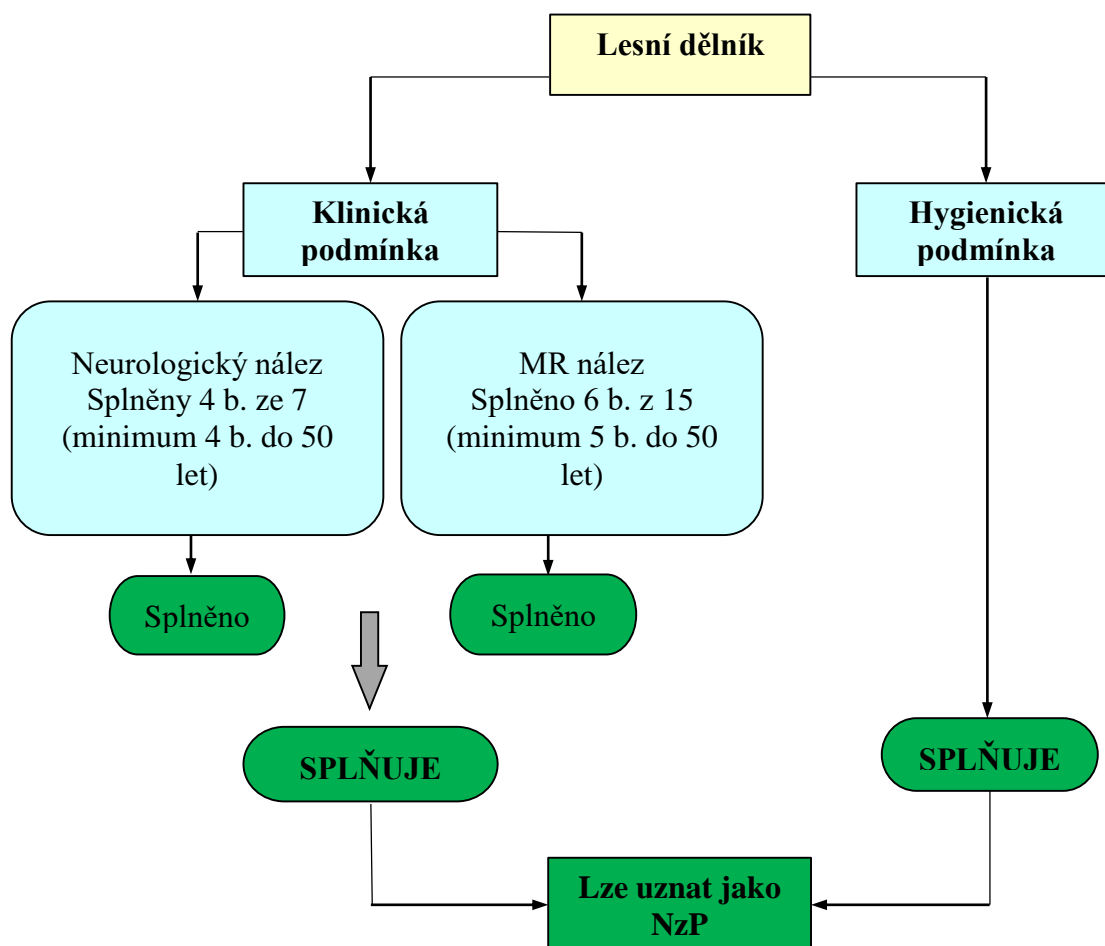 Lesní dělník
Klinická
podmínka
Hygienická
podmínka
Neurologický nález
Splněny 4 b. ze 7
(minimum 4 b. do 50
let)
MR nález
Splněno 6 b. z 15
(minimum 5 b. do 50
let)
Splněno
Splněno
SPLŇUJE
SPLŇUJE
Lze uznat jako
NzP